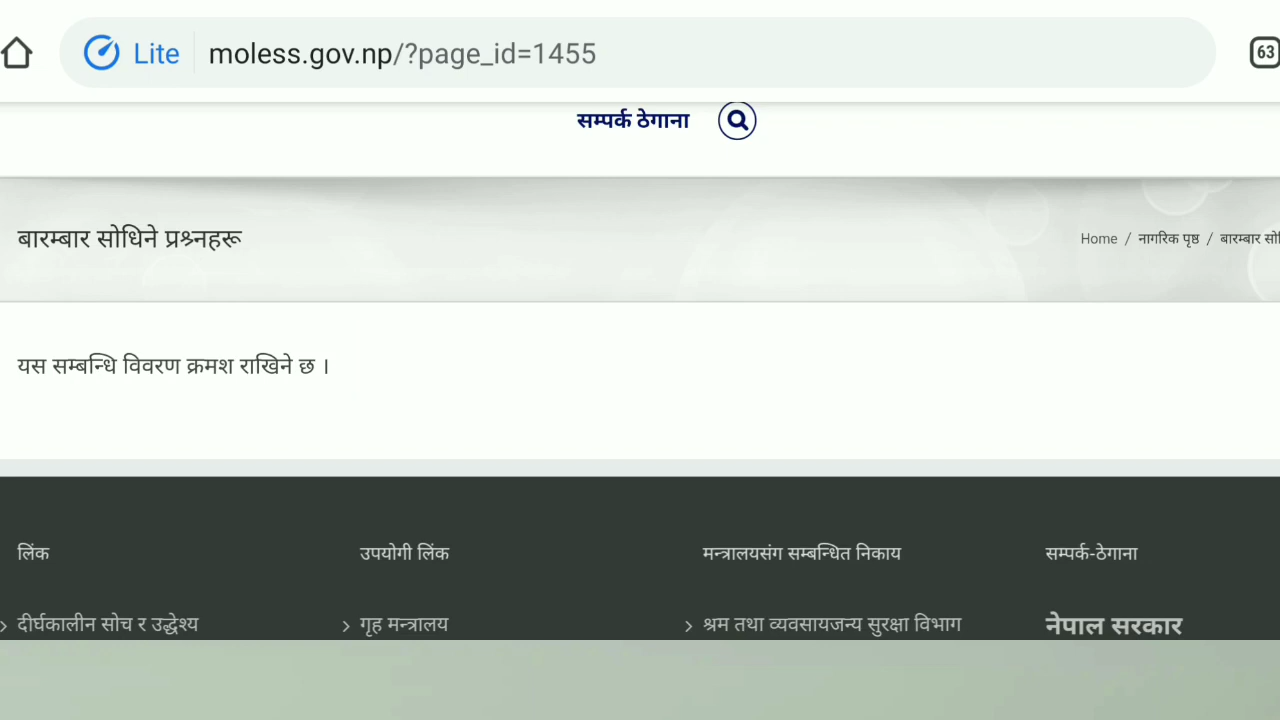 Lite moless.gov.np/?page_id=1455 63
सम्पर्क ठेगाना
बारम्बार सोधिने प्रश्र्नहरू
Home / नागरिक पृष्ठ / बारम्बार
यस सम्बन्धि विवरण क्रमश राखिने छ ।
लिंक
उपयोगी लिंक
मन्त्रालयसंग सम्बन्धित निकाय
सम्पर्क-ठेगाना
दीर्घकालीन सोच र उद्धेश्य
गृह मन्त्रालय
श्रम तथा व्यवसायजन्य सुरक्षा विभाग
नेपाल सरकार